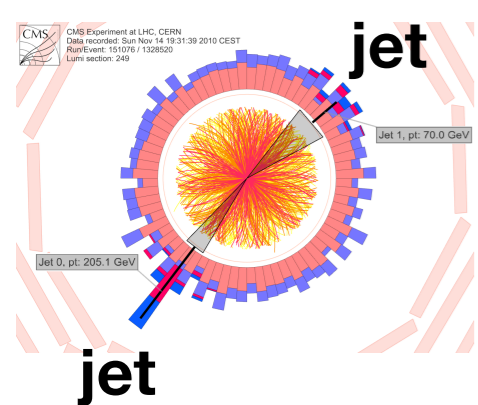 CMS
CMS Experiment at LHC, CERN
Data recorded: Sun Nov 14 19:31:39 2010 CEST
Run/Event: 151076 / 1328520
Lumi section: 249
jet
Jet 1, pt: 70.0 GeV
Jet 0, pt: 205.1 GeV
jet